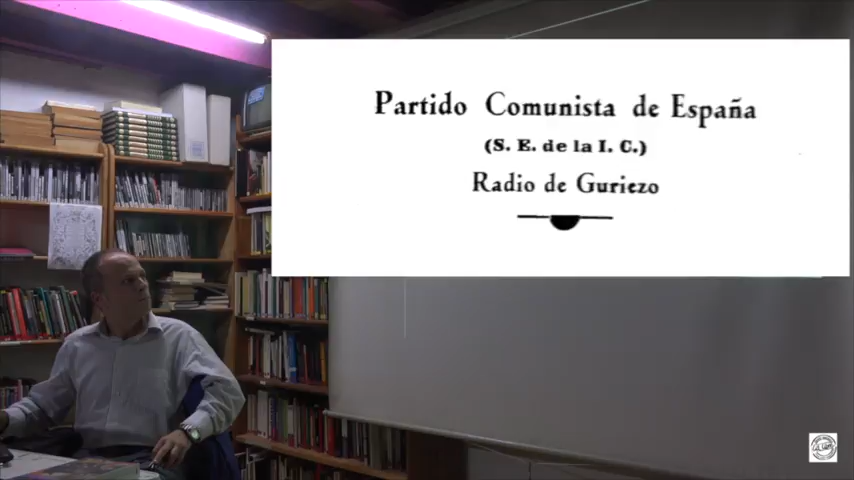 Partido Comunista de España
(S. E. de la I. C.)
Radio de Guriezo